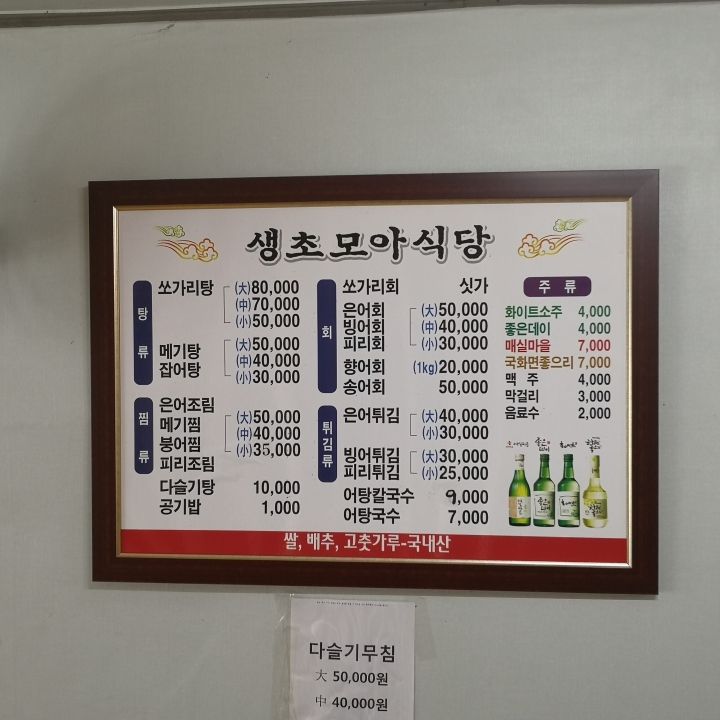 생초모아식당
탕류
쏘가리탕 (大) 80,000
(中) 70,000
(小) 50,000
메기탕
잡어탕
(大) 50,000
(中) 40,000
(小) 30,000
찜류
은어조림
메기찜
붕어찜
피리조림
(大) 50,000
(中) 40,000
(小) 35,000
다슬기탕 10,000
공기밥 1,000
회
쏘가리회 싯가
은어회
빙어회
피리회
(大) 50,000
(中) 40,000
(小) 30,000
향어회 (1kg) 20,000
송어회 50,000
튀김류
은어튀김 (大) 40,000
(小) 30,000
빙어튀김
피리튀김
(大) 30,000
(小) 25,000
어탕칼국수 9,000
어탕국수 7,000
주류
화이트소주 4,000
좋은데이 4,000
매실마을 7,000
국화면좋으리 7,000
맥주 4,000
막걸리 3,000
음료수 2,000
쌀, 배추, 고춧가루-국내산
다슬기무침
大 50,000원
中 40,000원